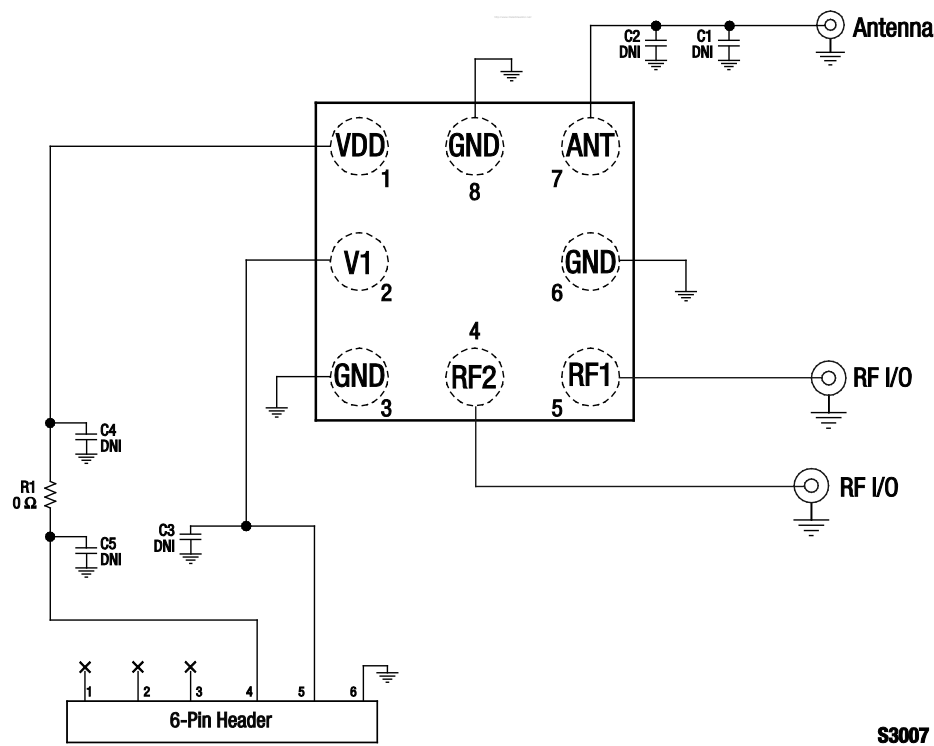 C2
DNI
C1
DNI
Antenna
VDD
1
GND
8
ANT
7
V1
2
GND
6
GND
3
4
RF2
RF1
5
RF I/O
RF I/O
C4
DNI
R1
0 Ω
C5
DNI
C3
DNI
1
2
3
4
5
6
6-Pin Header
S3007